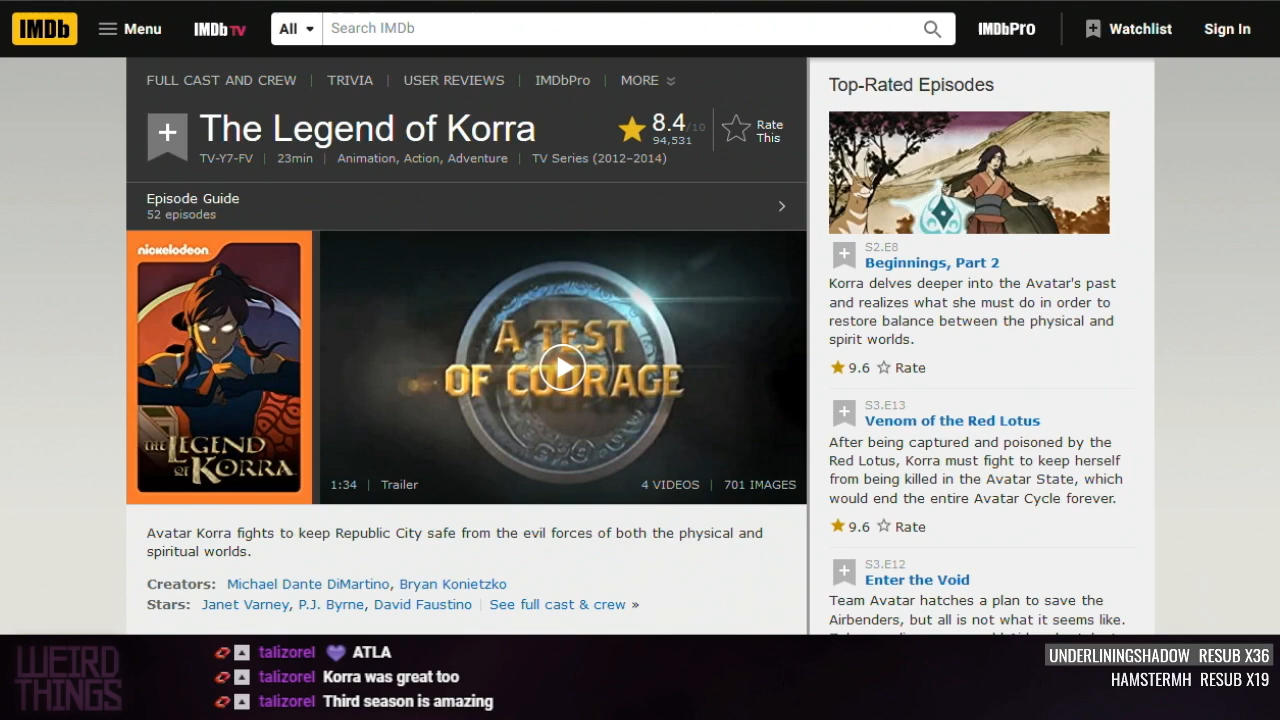 IMDb
Menu
IMDb TV
All
Search IMDb
IMDbPro
Watchlist
Sign In
FULL CAST AND CREW | TRIVIA | USER REVIEWS | IMDbPro | MORE
The Legend of Korra
8.4/10
94,531
Rate This
TV-Y7-FV | 23min | Animation, Action, Adventure | TV Series (2012–2014)
Episode Guide
52 episodes
nickelodeon
THE LEGEND OF KORRA
A TEST
OF COURAGE
1:34 | Trailer
4 VIDEOS | 701 IMAGES
Avatar Korra fights to keep Republic City safe from the evil forces of both the physical and
spiritual worlds.
Creators: Michael Dante DiMartino, Bryan Konietzko
Stars: Janet Varney, P.J. Byrne, David Faustino | See full cast & crew »
Top-Rated Episodes
S2.E8
Beginnings, Part 2
Korra delves deeper into the Avatar's past
and realizes what she must do in order to
restore balance between the physical and
spirit worlds.
9.6 Rate
S3.E13
Venom of the Red Lotus
After being captured and poisoned by the
Red Lotus, Korra must fight to keep herself
from being killed in the Avatar State, which
would end the entire Avatar Cycle forever.
9.6 Rate
S3.E12
Enter the Void
Team Avatar hatches a plan to save the
Airbenders, but all is not what it seems like.
WEIRD
THINGS
talizorel ATLA
talizorel Korra was great too
talizorel Third season is amazing
UNDERLININGSHADOW RESUB X36
HAMSTERMH RESUB X19